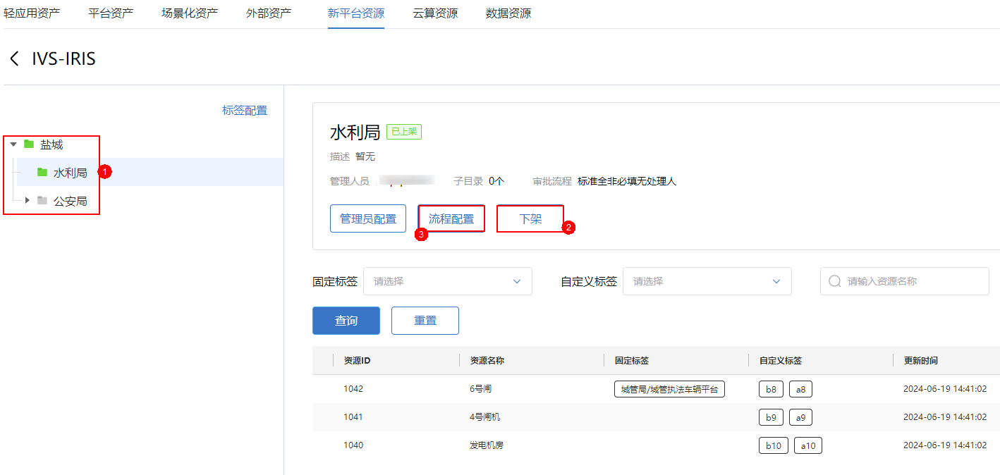 轻应用资产 平台资产 场景化资产 外部资产 新平台资源 云算资源 数据资源
IVS-IRIS
标签配置
盐城
水利局 1
公安局
水利局 已上架
描述 暂无
管理人员 子目录 0个 审批流程 标准全非必填无处理人
管理员配置 流程配置 下架
3 2
固定标签 请选择 自定义标签 请选择 请输入资源名称
查询 重置
资源ID 资源名称 固定标签 自定义标签 更新时间
1042 6号闸 城管局/城管执法车辆平台 b8 a8 2024-06-19 14:41:02
1041 4号闸机 b9 a9 2024-06-19 14:41:02
1040 发电机房 b10 a10 2024-06-19 14:41:02